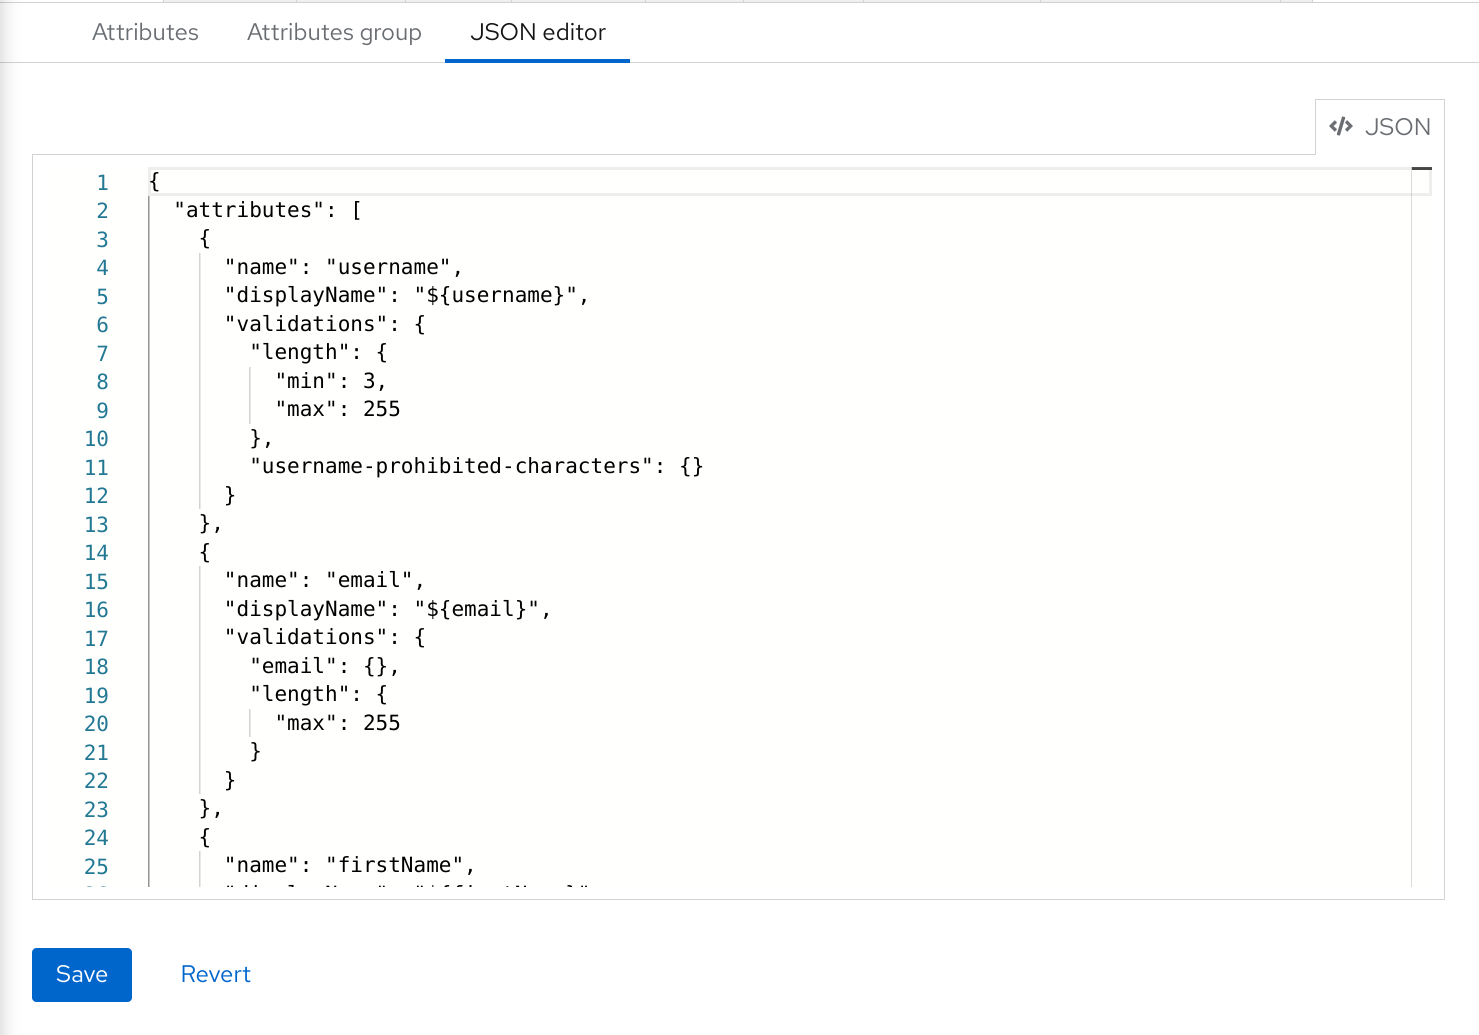 Attributes Attributes group JSON editor
</> JSON
1 {
2 "attributes": [
3 {
4 "name": "username",
5 "displayName": "${username}",
6 "validations": {
7 "length": {
8 "min": 3,
9 "max": 255
10 },
11 "username-prohibited-characters": {}
12 }
13 },
14 {
15 "name": "email",
16 "displayName": "${email}",
17 "validations": {
18 "email": {},
19 "length": {
20 "max": 255
21 }
22 }
23 },
24 {
25 "name": "firstName",
Save Revert